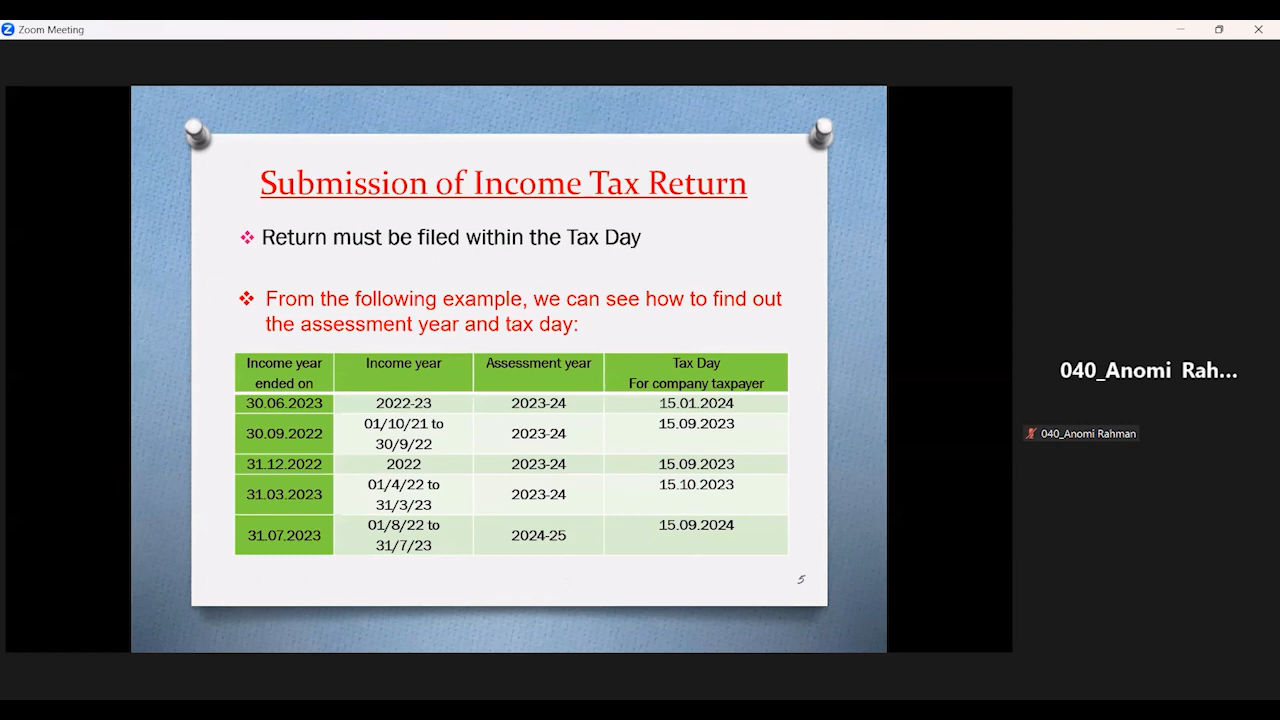 Zoom Meeting
Submission of Income Tax Return
Return must be filed within the Tax Day
From the following example, we can see how to find out
the assessment year and tax day:
Income year ended on Income year Assessment year Tax Day For company taxpayer
30.06.2023 2022-23 2023-24 15.01.2024
30.09.2022 01/10/21 to 30/9/22 2023-24 15.09.2023
31.12.2022 2022 2023-24 15.09.2023
31.03.2023 01/4/22 to 31/3/23 2023-24 15.10.2023
31.07.2023 01/8/22 to 31/7/23 2024-25 15.09.2024
5
040_Anomi Rah...
040_Anomi Rahman